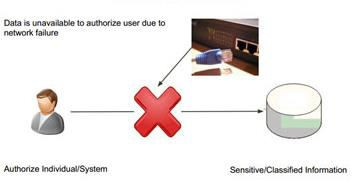 Data is unavailable to authorize user due to
network failure
Authorize Individual/System
Sensitive/Classified Information